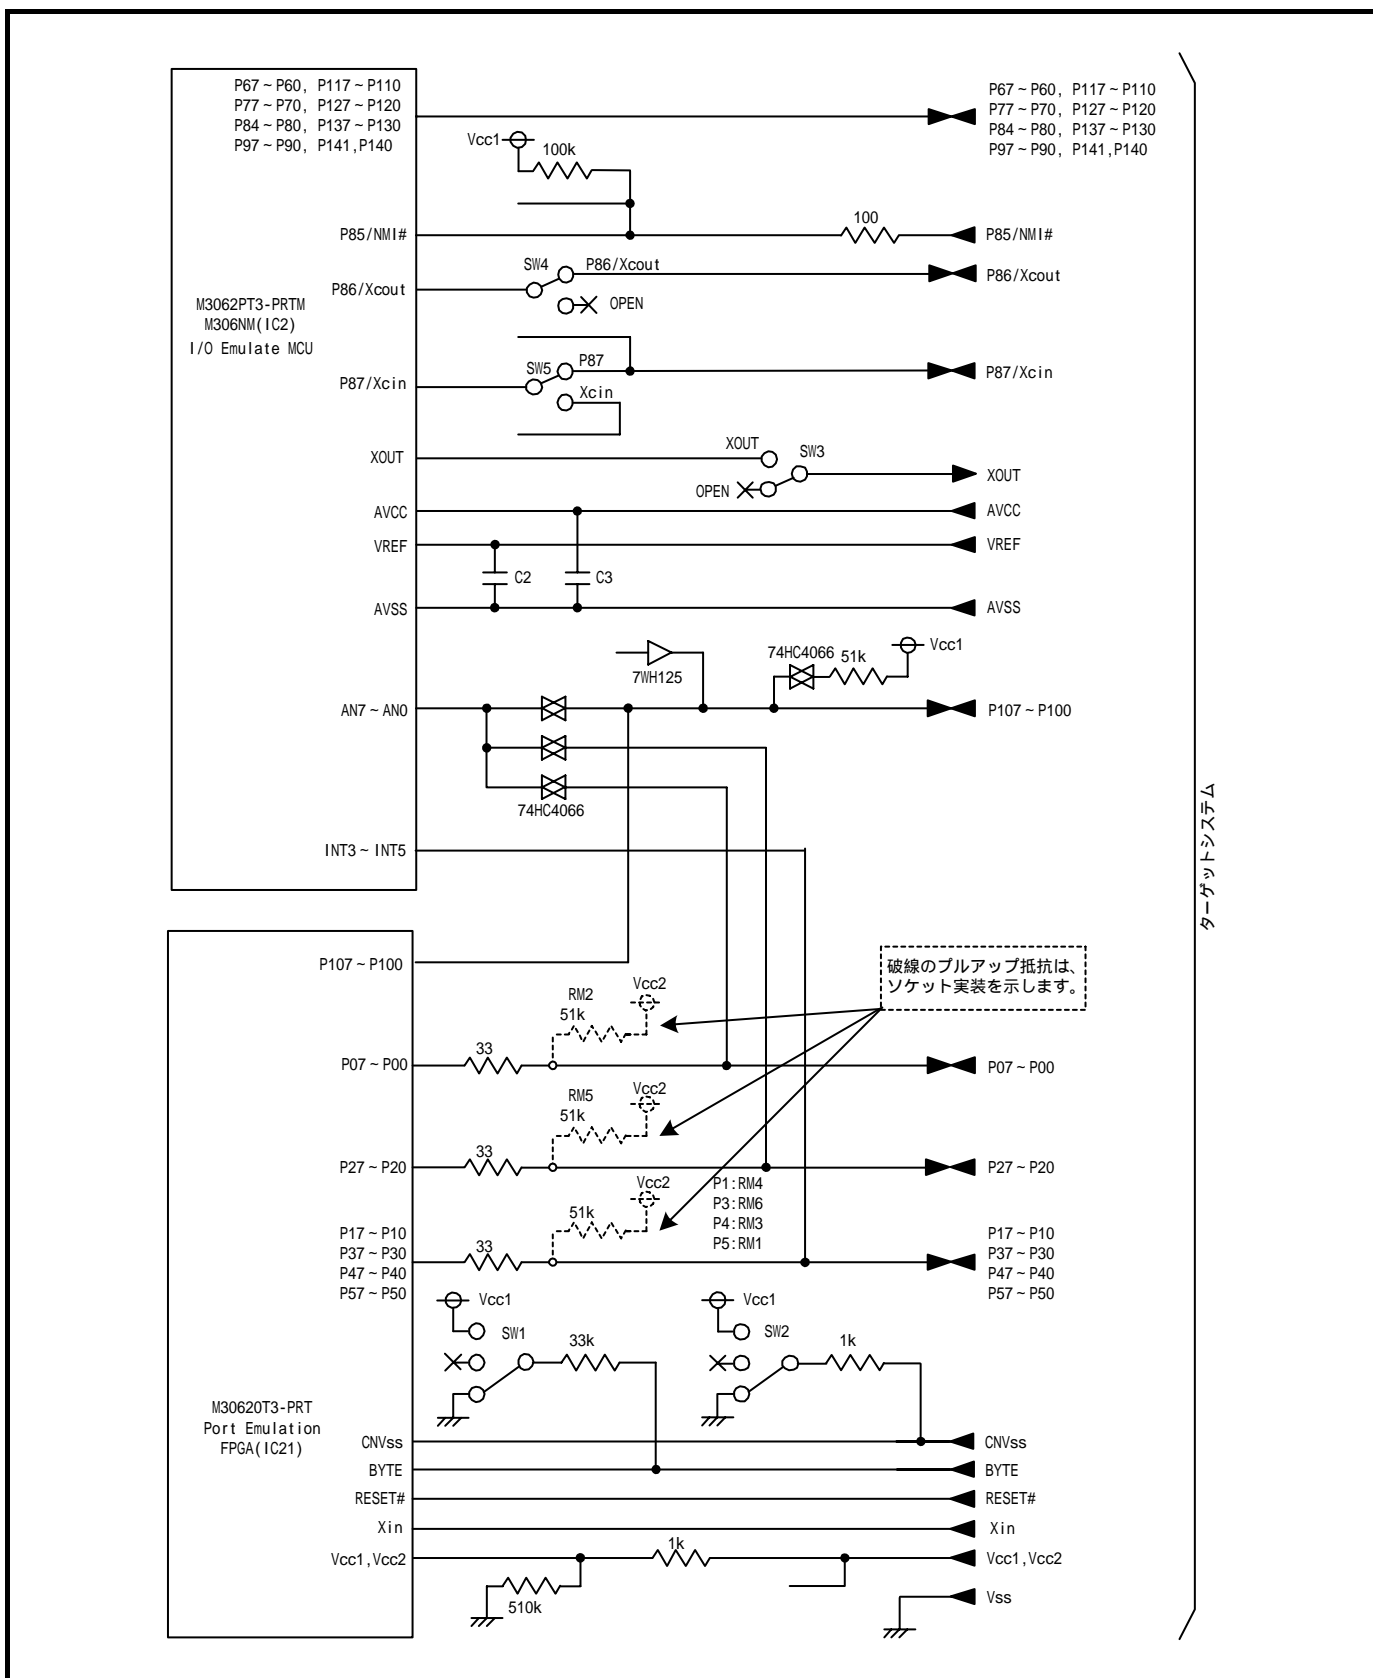 P67～P60, P117～P110
P77～P70, P127～P120
P84～P80, P137～P130
P97～P90, P141,P140
P67～P60, P117～P110
P77～P70, P127～P120
P84～P80, P137～P130
P97～P90, P141,P140
Vcc1
100k
P85/NMI#
100
P85/NMI#
SW4
P86/Xcout
P86/Xcout
P86/Xcout
OPEN
M3062PT3-PRTM
M306NM(IC2)
I/O Emulate MCU
SW5
P87
P87/Xcin
P87/Xcin
Xcin
XOUT
XOUT
SW3
XOUT
OPEN
AVCC
AVCC
VREF
VREF
C2
C3
AVSS
AVSS
7WH125
74HC4066
51k
Vcc1
AN7～AN0
P107～P100
74HC4066
INT3～INT5
ターゲットシステム
P107～P100
破線のプルアップ抵抗は、
ソケット実装を示します。
RM2
51k
Vcc2
33
P07～P00
P07～P00
RM5
51k
Vcc2
33
P27～P20
P27～P20
51k
Vcc2
P1:RM4
P3:RM6
P4:RM3
P5:RM1
33
P17～P10
P37～P30
P47～P40
P57～P50
P17～P10
P37～P30
P47～P40
P57～P50
Vcc1
SW1
33k
Vcc1
SW2
1k
M30620T3-PRT
Port Emulation
FPGA(IC21)
CNVss
CNVss
BYTE
BYTE
RESET#
RESET#
Xin
Xin
Vcc1,Vcc2
1k
Vcc1,Vcc2
510k
Vss